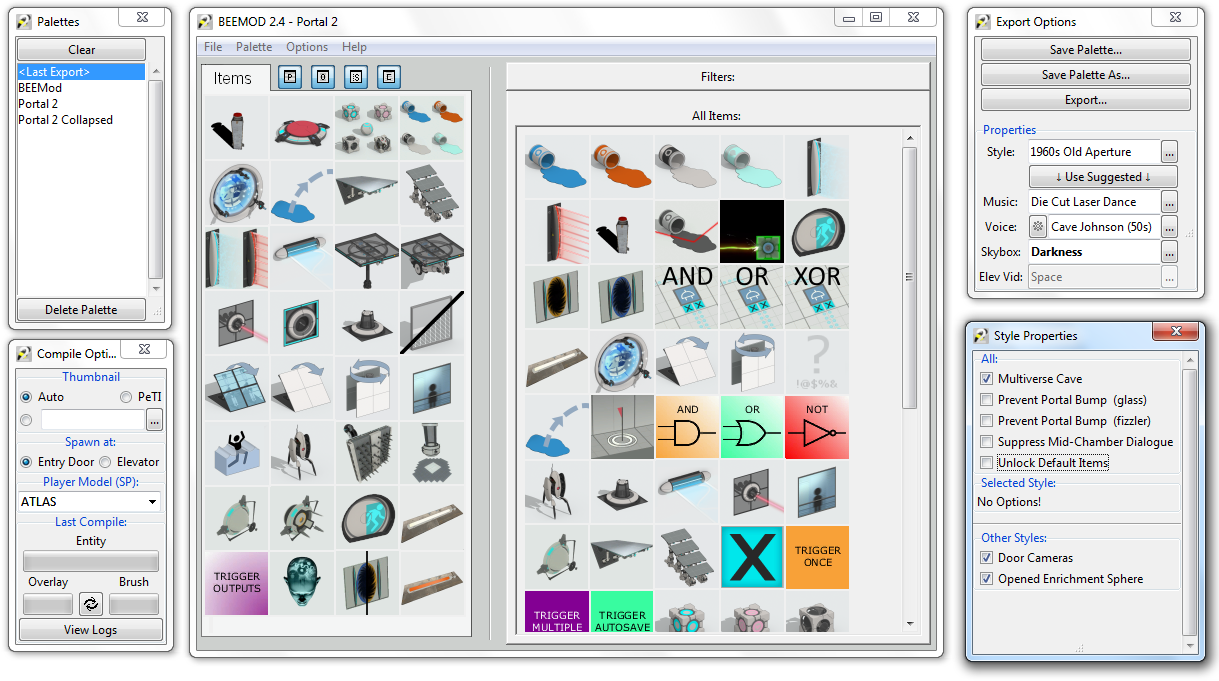 Palettes
Clear
<Last Export>
BEEMod
Portal 2
Portal 2 Collapsed
Delete Palette
Compile Opti...
Thumbnail
Auto
PeTI
...
Spawn at:
Entry Door
Elevator
Player Model (SP):
ATLAS
Last Compile:
Entity
Overlay
Brush
View Logs
BEEMOD 2.4 - Portal 2
File Palette Options Help
Items
P
O
S
E
TRIGGER
OUTPUTS
Filters:
All Items:
AND
OR
XOR
?
!@$%&
AND
OR
NOT
X
TRIGGER
ONCE
TRIGGER
MULTIPLE
TRIGGER
AUTOSAVE
Export Options
Save Palette...
Save Palette As...
Export...
Properties
Style: 1960s Old Aperture ...
↓ Use Suggested ↓
Music: Die Cut Laser Dance ...
Voice: Cave Johnson (50s) ...
Skybox: Darkness ...
Elev Vid: Space ...
Style Properties
All:
Multiverse Cave
Prevent Portal Bump (glass)
Prevent Portal Bump (fizzler)
Suppress Mid-Chamber Dialogue
Unlock Default Items
Selected Style:
No Options!
Other Styles:
Door Cameras
Opened Enrichment Sphere